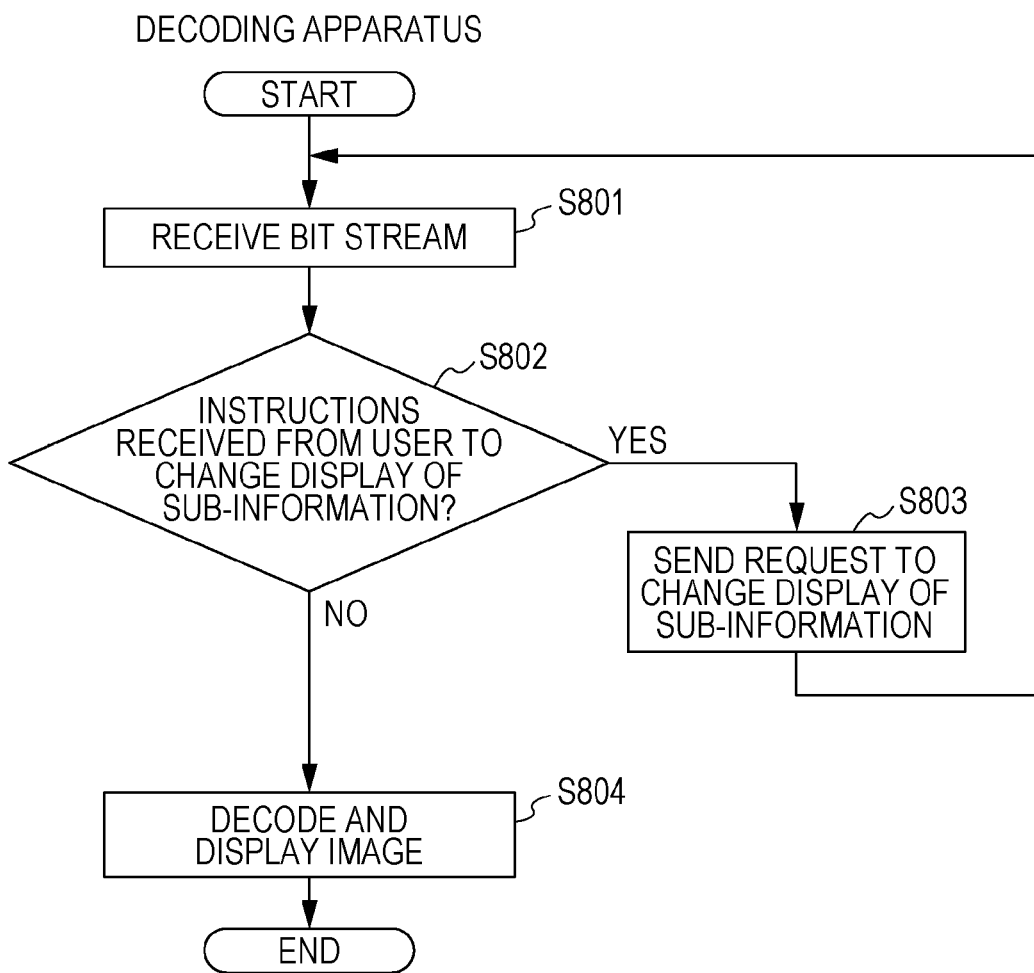 DECODING APPARATUS
START
RECEIVE BIT STREAM
S801
INSTRUCTIONS
RECEIVED FROM USER TO
CHANGE DISPLAY OF
SUB-INFORMATION?
S802
YES
NO
SEND REQUEST TO
CHANGE DISPLAY OF
SUB-INFORMATION
S803
DECODE AND
DISPLAY IMAGE
S804
END